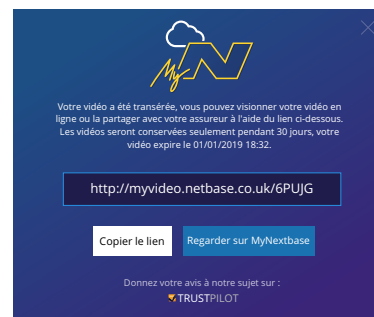 My N
Votre vidéo a été transérée, vous pouvez visionner votre vidéo en
ligne ou la partager avec votre assureur à l'aide du lien ci-dessous.
Les vidéos seront conservées seulement pendant 30 jours, votre
vidéo expire le 01/01/2019 18:32.
http://myvideo.netbase.co.uk/6PUJG
Copier le lien
Regarder sur MyNextbase
Donnez votre avis à notre sujet sur :
TRUSTPILOT